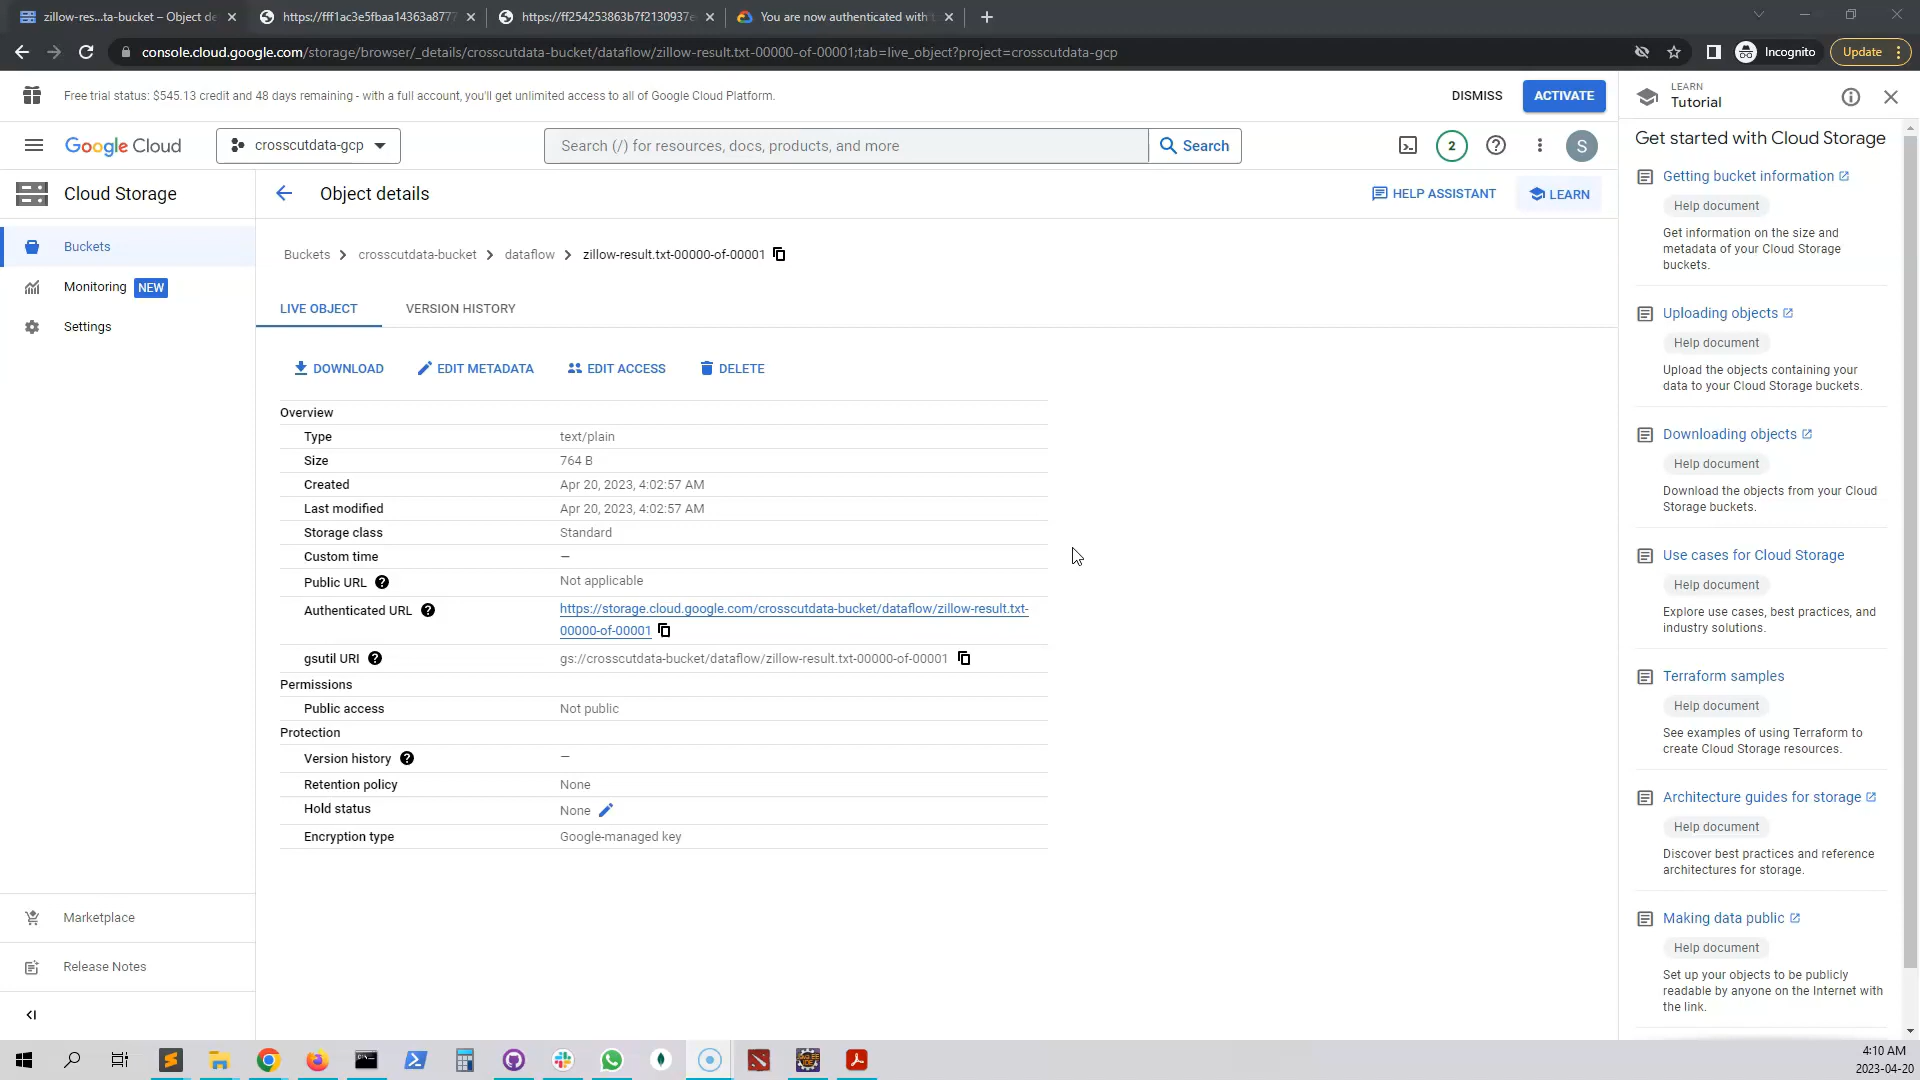 zillow-res...ta-bucket – Object de
https://fff1ac3e5fbaa14363a8777
https://ff254253863b7f2130937e
You are now authenticated with
console.cloud.google.com/storage/browser/_details/crosscutdata-bucket/dataflow/zillow-result.txt-00000-of-00001;tab=live_object?project=crosscutdata-gcp
Incognito
Update
Free trial status: $545.13 credit and 48 days remaining - with a full account, you'll get unlimited access to all of Google Cloud Platform.
DISMISS
ACTIVATE
Google Cloud
crosscutdata-gcp
Search (/) for resources, docs, products, and more
Search
2
S
Cloud Storage
Object details
HELP ASSISTANT
LEARN
Buckets
Monitoring NEW
Settings
Marketplace
Release Notes
Buckets > crosscutdata-bucket > dataflow > zillow-result.txt-00000-of-00001
LIVE OBJECT
VERSION HISTORY
DOWNLOAD
EDIT METADATA
EDIT ACCESS
DELETE
Overview
Type text/plain
Size 764 B
Created Apr 20, 2023, 4:02:57 AM
Last modified Apr 20, 2023, 4:02:57 AM
Storage class Standard
Custom time —
Public URL Not applicable
Authenticated URL https://storage.cloud.google.com/crosscutdata-bucket/dataflow/zillow-result.txt-
00000-of-00001
gsutil URI gs://crosscutdata-bucket/dataflow/zillow-result.txt-00000-of-00001
Permissions
Public access Not public
Protection
Version history —
Retention policy None
Hold status None
Encryption type Google-managed key
LEARN
Tutorial
Get started with Cloud Storage
Getting bucket information
Help document
Get information on the size and
metadata of your Cloud Storage
buckets.
Uploading objects
Help document
Upload the objects containing your
data to your Cloud Storage buckets.
Downloading objects
Help document
Download the objects from your Cloud
Storage buckets.
Use cases for Cloud Storage
Help document
Explore use cases, best practices, and
industry solutions.
Terraform samples
Help document
See examples of using Terraform to
create Cloud Storage resources.
Architecture guides for storage
Help document
Discover best practices and reference
architectures for storage.
Making data public
Help document
Set up your objects to be publicly
readable by anyone on the Internet with
the link.
4:10 AM
2023-04-20